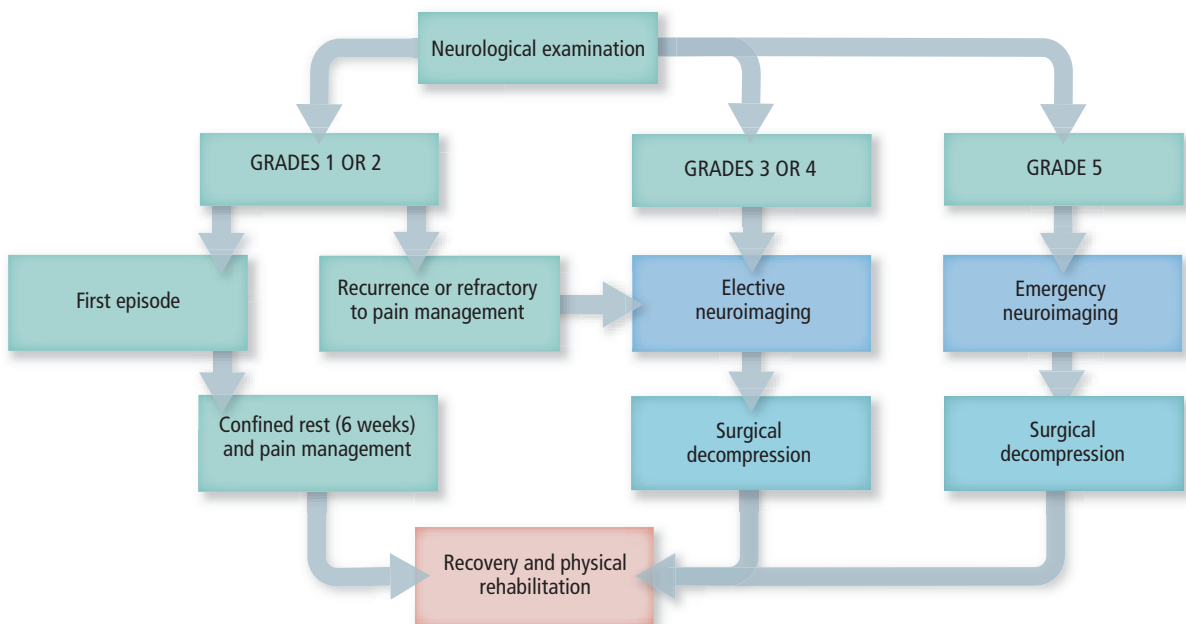 Neurological examination
GRADES 1 OR 2
GRADES 3 OR 4
GRADE 5
First episode
Recurrence or refractory
to pain management
Elective
neuroimaging
Emergency
neuroimaging
Confined rest (6 weeks)
and pain management
Surgical
decompression
Surgical
decompression
Recovery and physical
rehabilitation